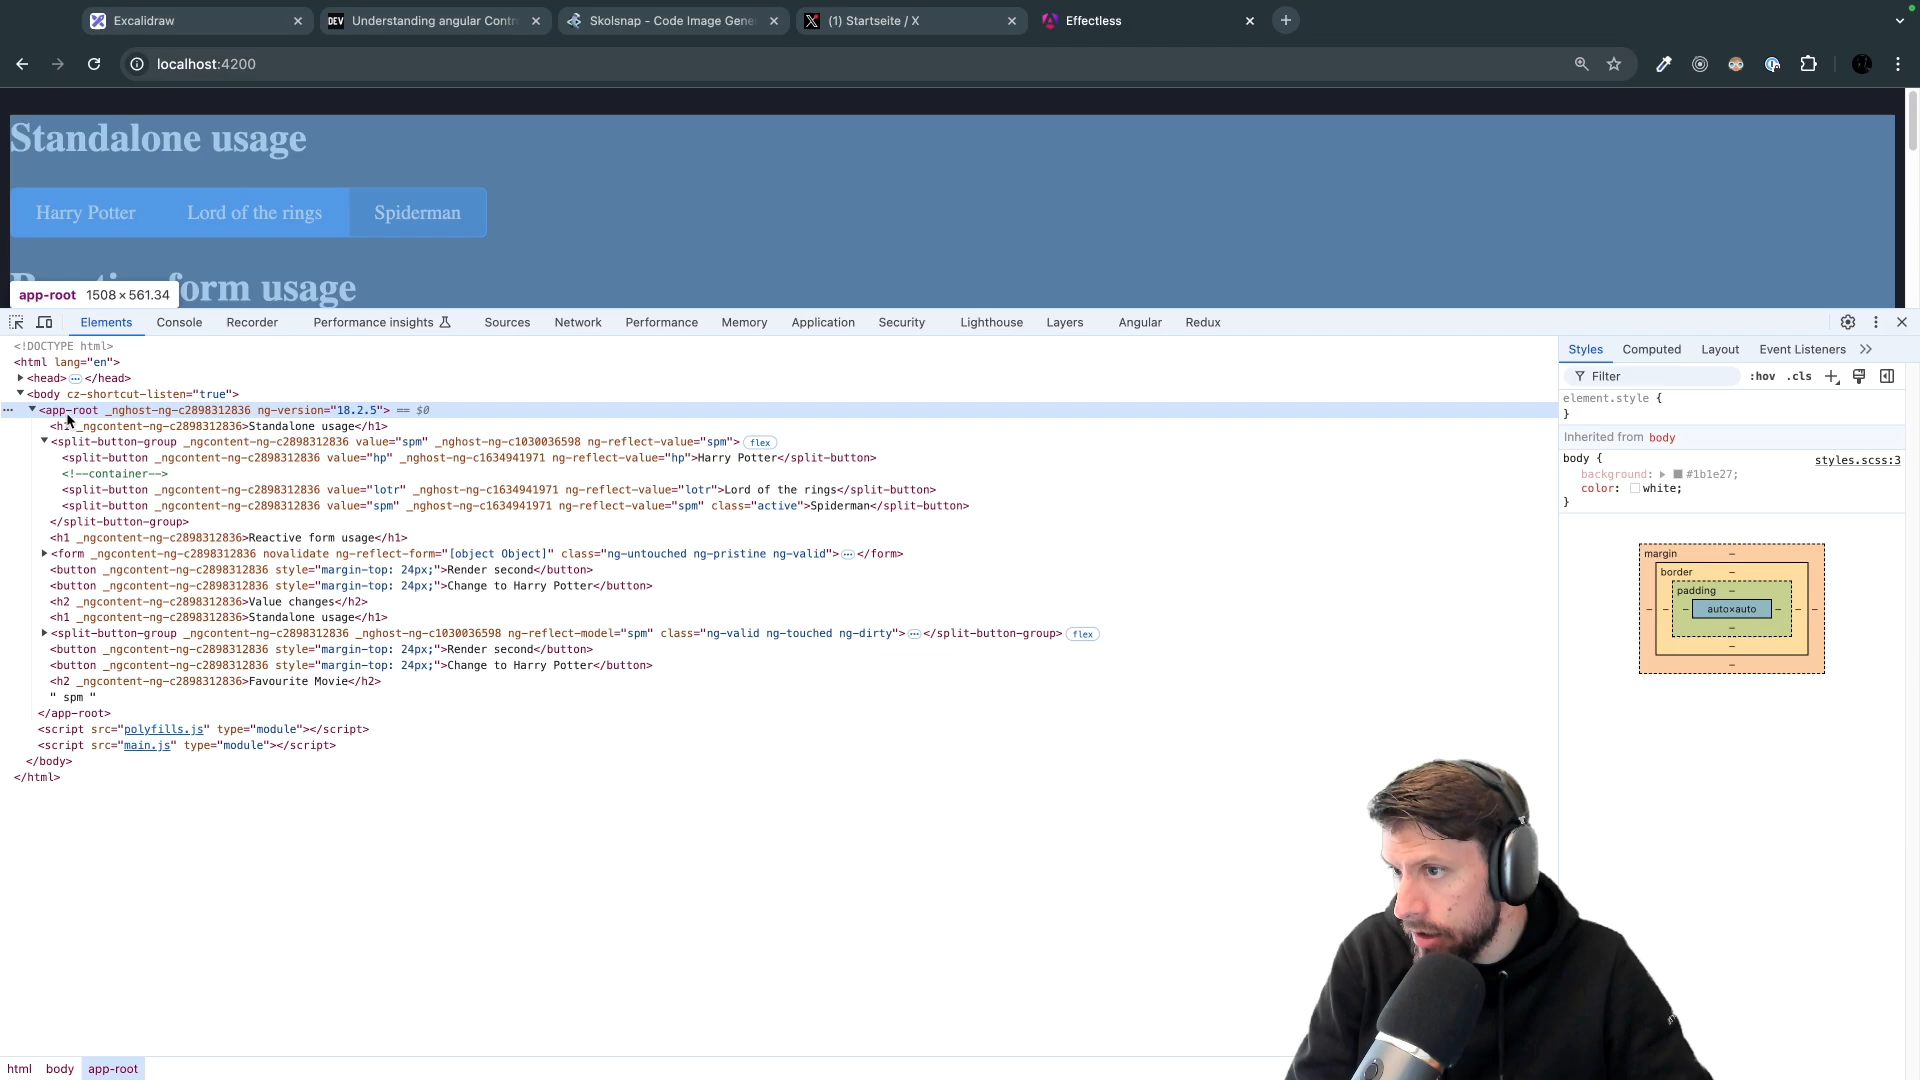 Excalidraw
DEV Understanding angular Contr
Skolsnap - Code Image Gene
(1) Startseite / X
Effectless
localhost:4200
Standalone usage
Harry Potter Lord of the rings Spiderman
form usage
app-root 1508 × 561.34
Elements Console Recorder Performance insights Sources Network Performance Memory Application Security Lighthouse Layers Angular Redux
<!DOCTYPE html>
<html lang="en">
<head> </head>
<body cz-shortcut-listen="true">
<app-root _nghost-ng-c2898312836 ng-version="18.2.5"> == $0
<h1 _ngcontent-ng-c2898312836>Standalone usage</h1>
<split-button-group _ngcontent-ng-c2898312836 value="spm" _nghost-ng-c1030036598 ng-reflect-value="spm"> flex
<split-button _ngcontent-ng-c2898312836 value="hp" _nghost-ng-c1634941971 ng-reflect-value="hp">Harry Potter</split-button>
<!--container-->
<split-button _ngcontent-ng-c2898312836 value="lotr" _nghost-ng-c1634941971 ng-reflect-value="lotr">Lord of the rings</split-button>
<split-button _ngcontent-ng-c2898312836 value="spm" _nghost-ng-c1634941971 ng-reflect-value="spm" class="active">Spiderman</split-button>
</split-button-group>
<h1 _ngcontent-ng-c2898312836>Reactive form usage</h1>
<form _ngcontent-ng-c2898312836 novalidate ng-reflect-form="[object Object]" class="ng-untouched ng-pristine ng-valid"> </form>
<button _ngcontent-ng-c2898312836 style="margin-top: 24px;">Render second</button>
<button _ngcontent-ng-c2898312836 style="margin-top: 24px;">Change to Harry Potter</button>
<h2 _ngcontent-ng-c2898312836>Value changes</h2>
<h1 _ngcontent-ng-c2898312836>Standalone usage</h1>
<split-button-group _ngcontent-ng-c2898312836 _nghost-ng-c1030036598 ng-reflect-model="spm" class="ng-valid ng-touched ng-dirty"> </split-button-group> flex
<button _ngcontent-ng-c2898312836 style="margin-top: 24px;">Render second</button>
<button _ngcontent-ng-c2898312836 style="margin-top: 24px;">Change to Harry Potter</button>
<h2 _ngcontent-ng-c2898312836>Favourite Movie</h2>
" spm "
</app-root>
<script src="polyfills.js" type="module"></script>
<script src="main.js" type="module"></script>
</body>
</html>
Styles Computed Layout Event Listeners
Filter :hov .cls
element.style {
}
Inherited from body
body { styles.scss:3
background: #1b1e27;
color: white;
}
margin –
border –
padding –
– – – auto×auto – – –
–
–
–
html body app-root